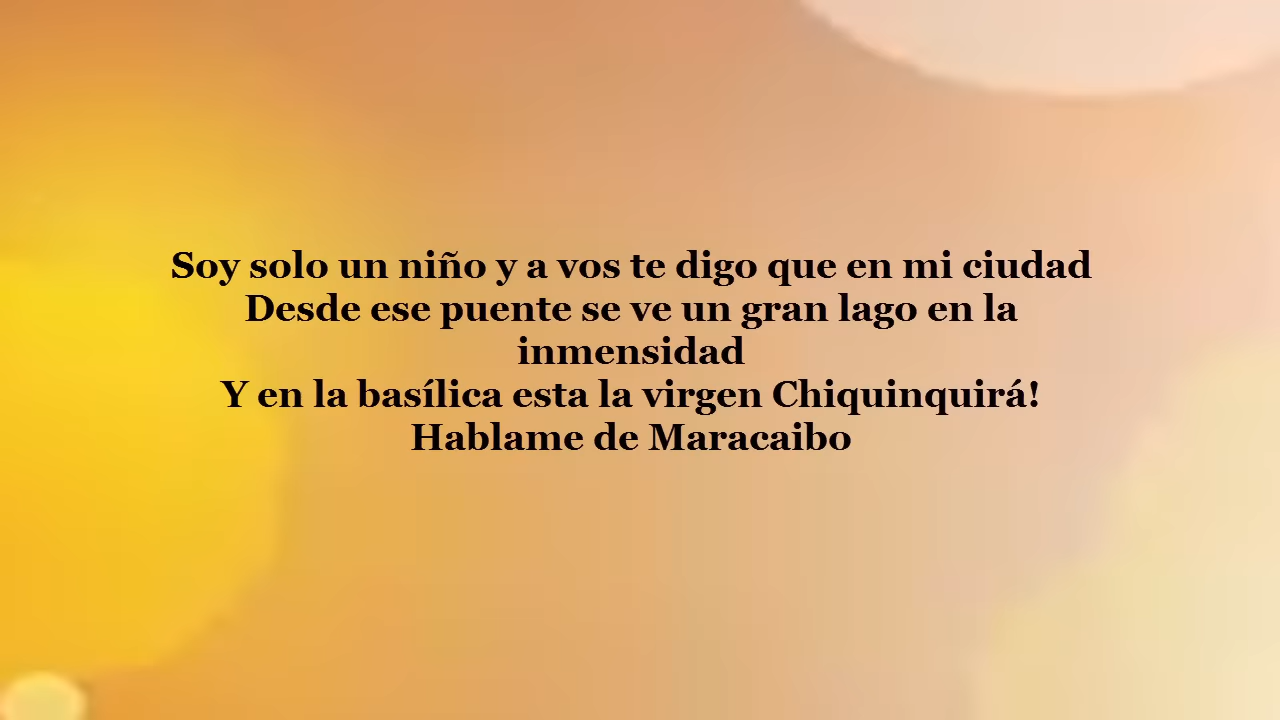 Soy solo un niño y a vos te digo que en mi ciudad
Desde ese puente se ve un gran lago en la
inmensidad
Y en la basílica esta la virgen Chiquinquirá!
Hablame de Maracaibo